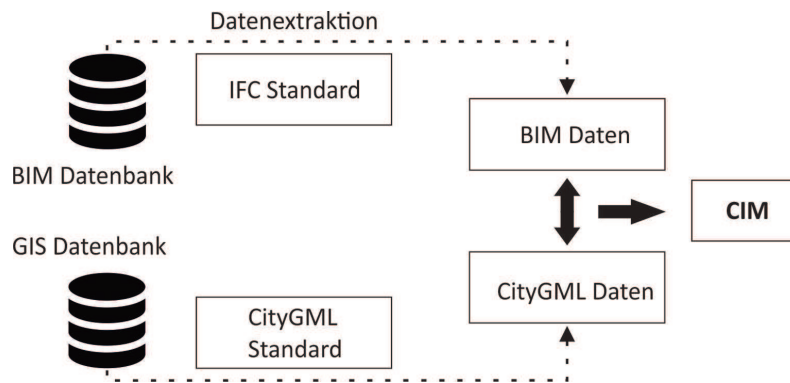 Datenextraktion
IFC Standard
BIM Daten
BIM Datenbank
CIM
GIS Datenbank
CityGML Daten
CityGML
Standard